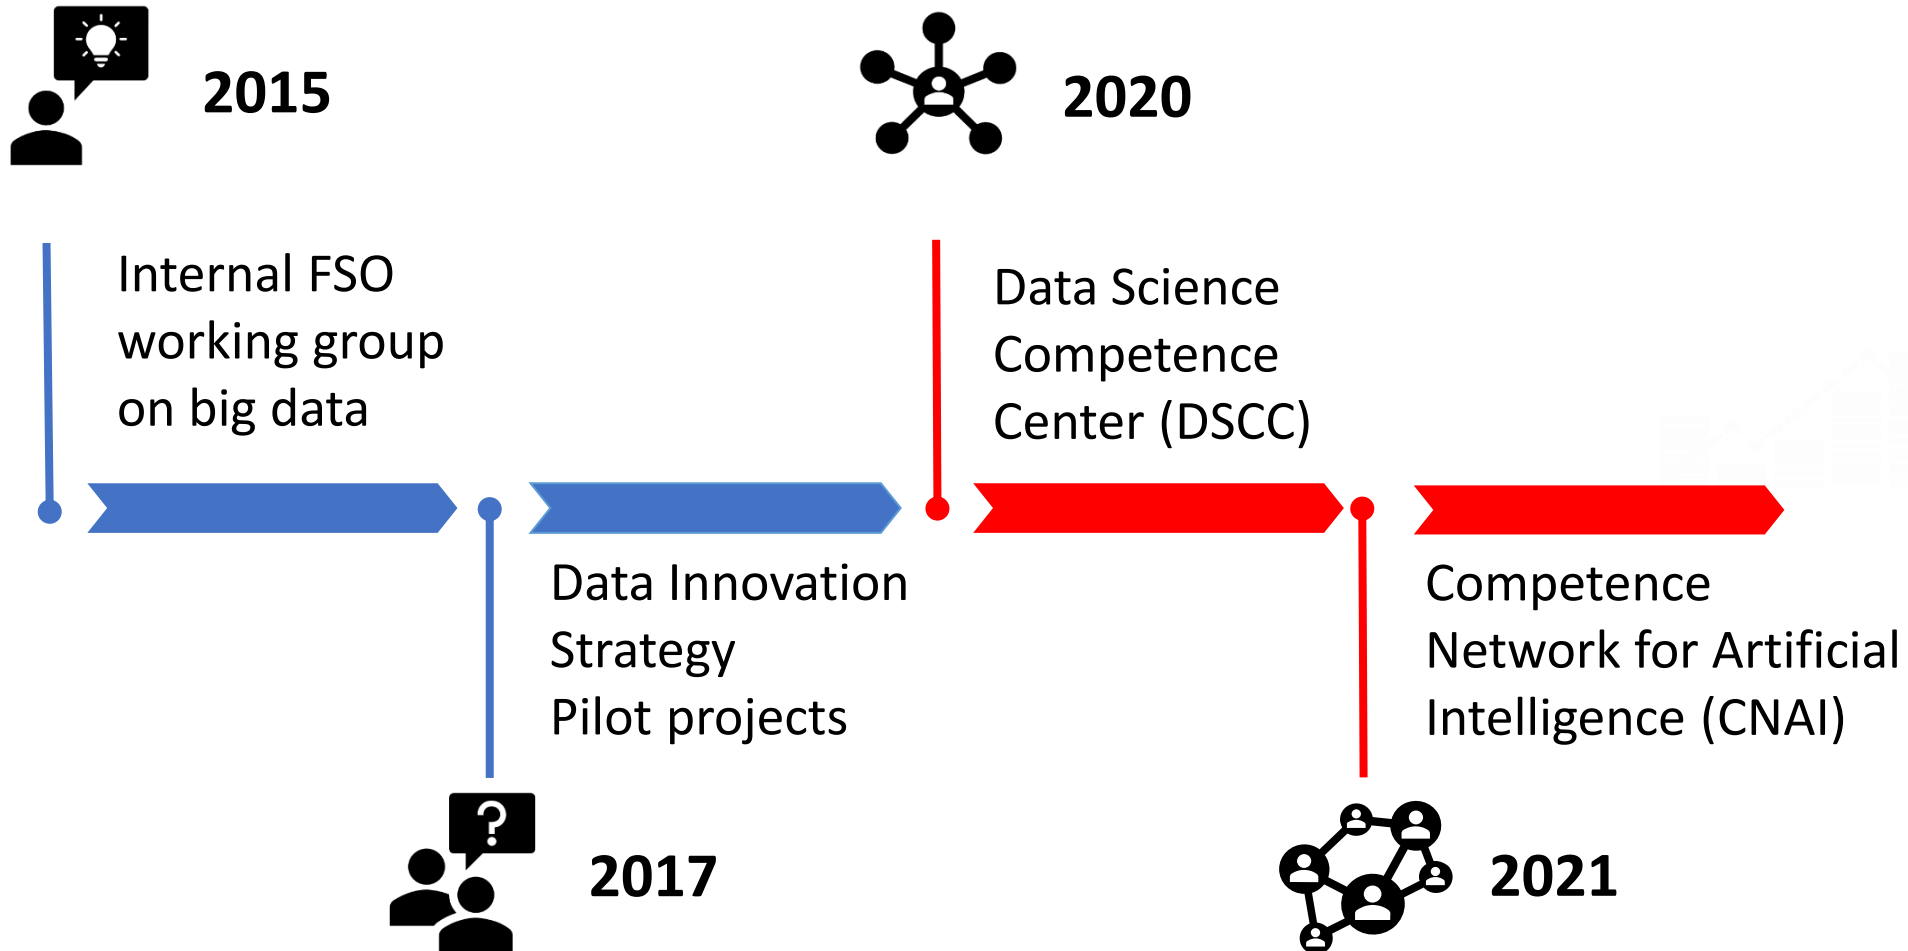 2015
Internal FSO
working group
on big data
?
2017
Data Innovation
Strategy
Pilot projects
2020
Data Science
Competence
Center (DSCC)
2021
Competence
Network for Artificial
Intelligence (CNAI)